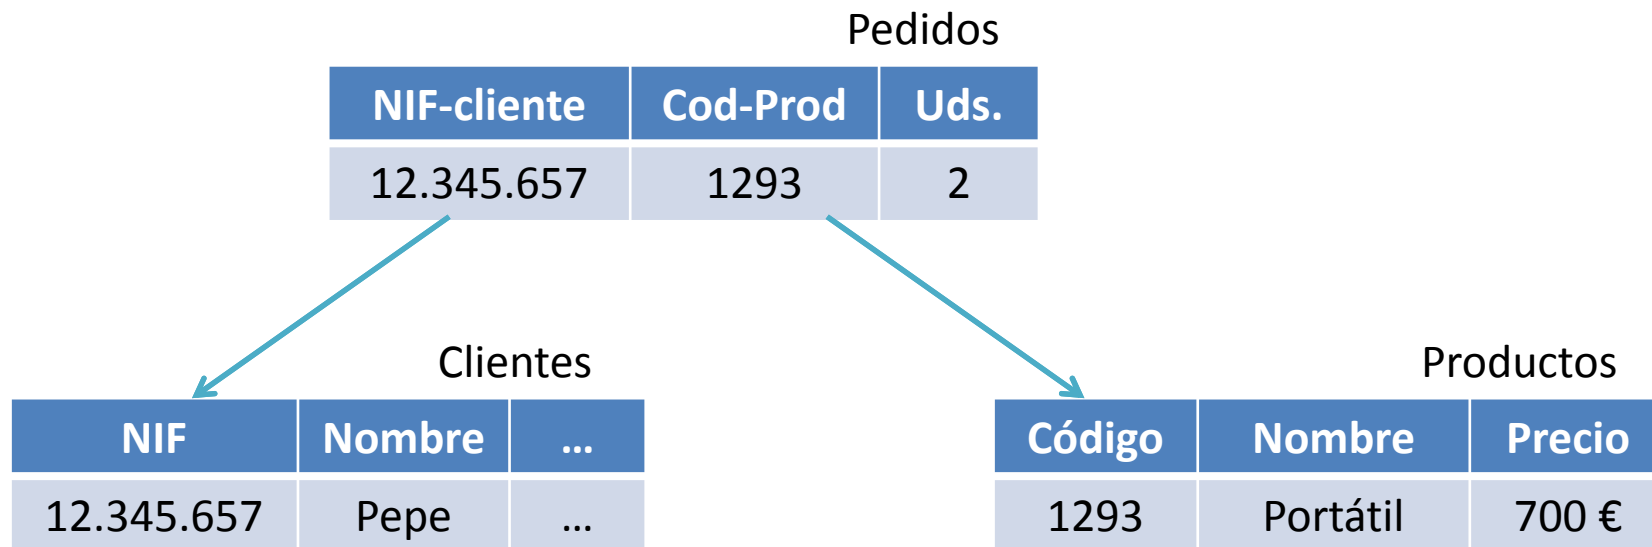 Pedidos
NIF-cliente Cod-Prod Uds.
12.345.657 1293 2
Clientes
NIF Nombre ...
12.345.657 Pepe ...
Productos
Código Nombre Precio
1293 Portátil 700 €